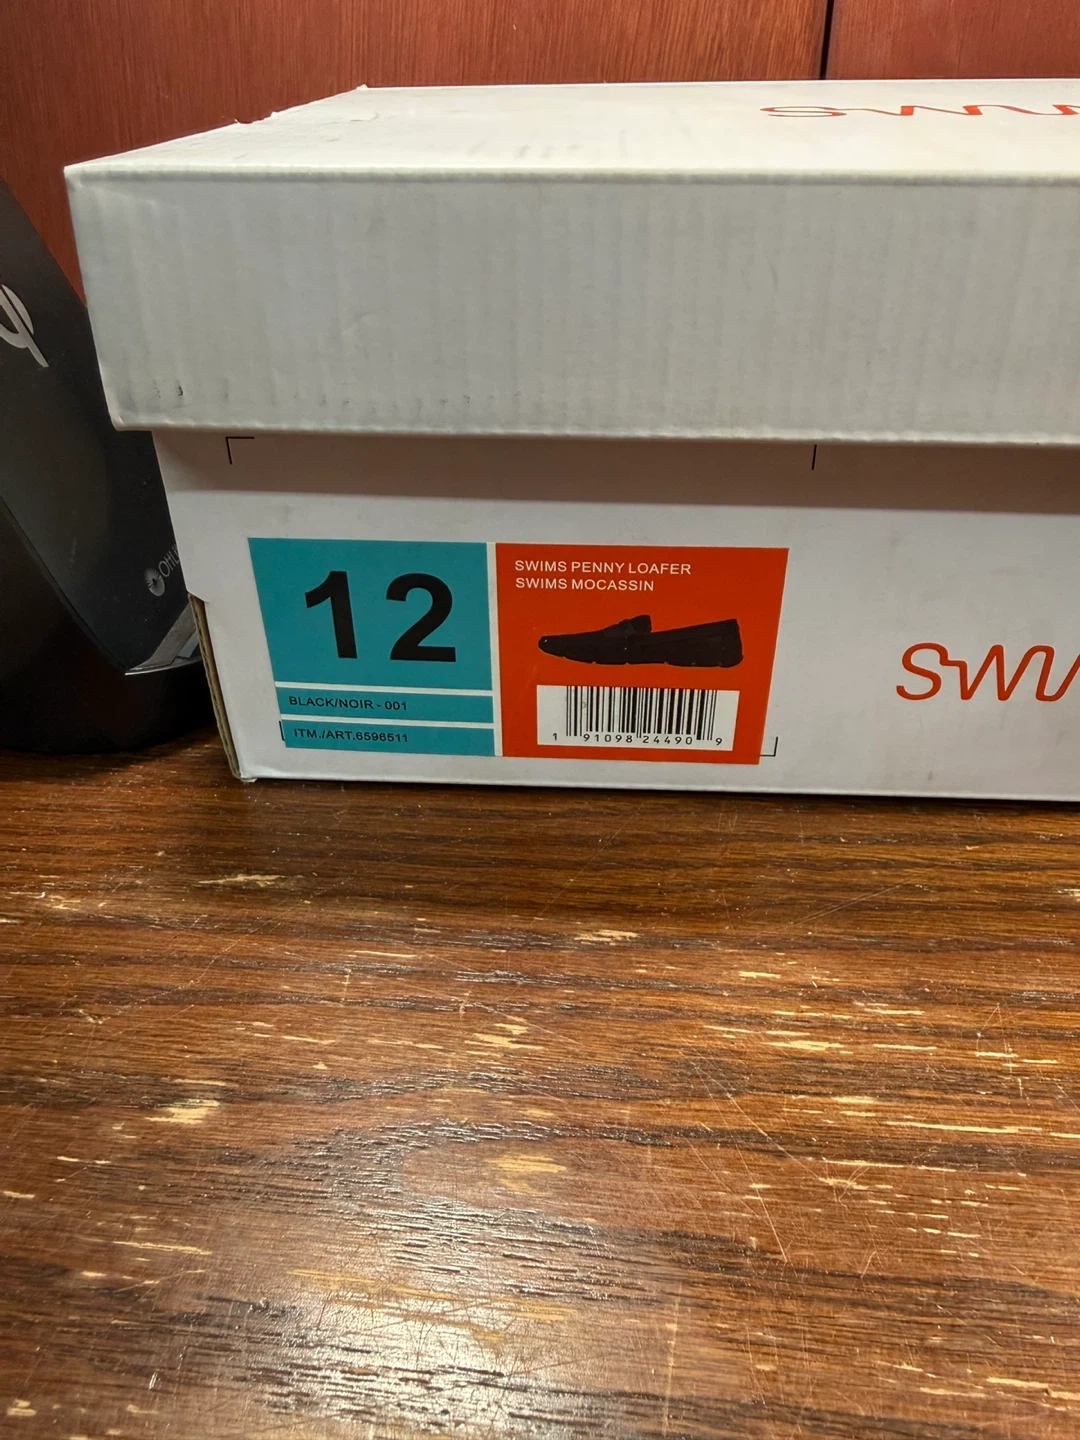 SWIMS PENNY LOAFER
SWIMS MOCASSIN
12
BLACK/NOIR - 001
ITM./ART.6596511
1 91098 24490 9